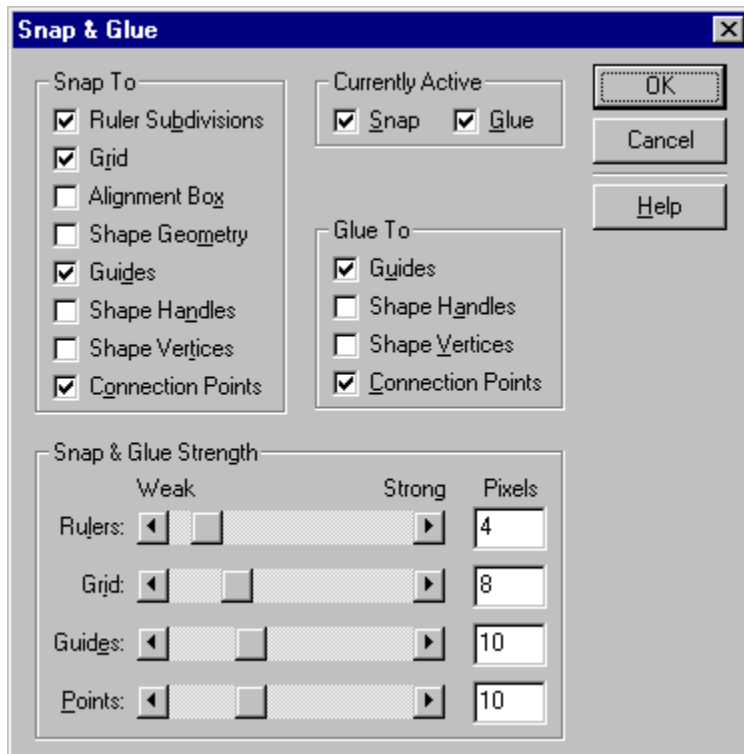 Snap & Glue
Snap To
Ruler Subdivisions
Grid
Alignment Box
Shape Geometry
Guides
Shape Handles
Shape Vertices
Connection Points
Currently Active
Snap Glue
Glue To
Guides
Shape Handles
Shape Vertices
Connection Points
OK
Cancel
Help
Snap & Glue Strength
Weak Strong Pixels
Rulers: 4
Grid: 8
Guides: 10
Points: 10